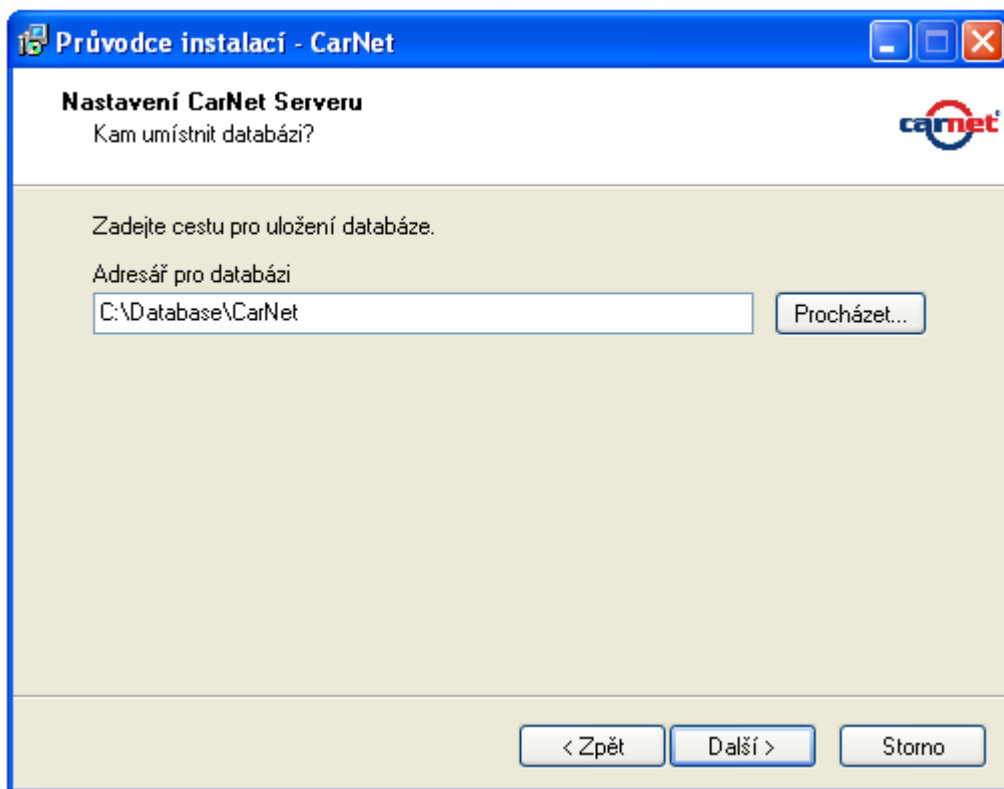 Průvodce instalací - CarNet
Nastavení CarNet Serveru
Kam umístnit databázi?
carnet
Zadejte cestu pro uložení databáze.
Adresář pro databázi
C:\Database\CarNet
Procházet...
< Zpět
Další >
Storno